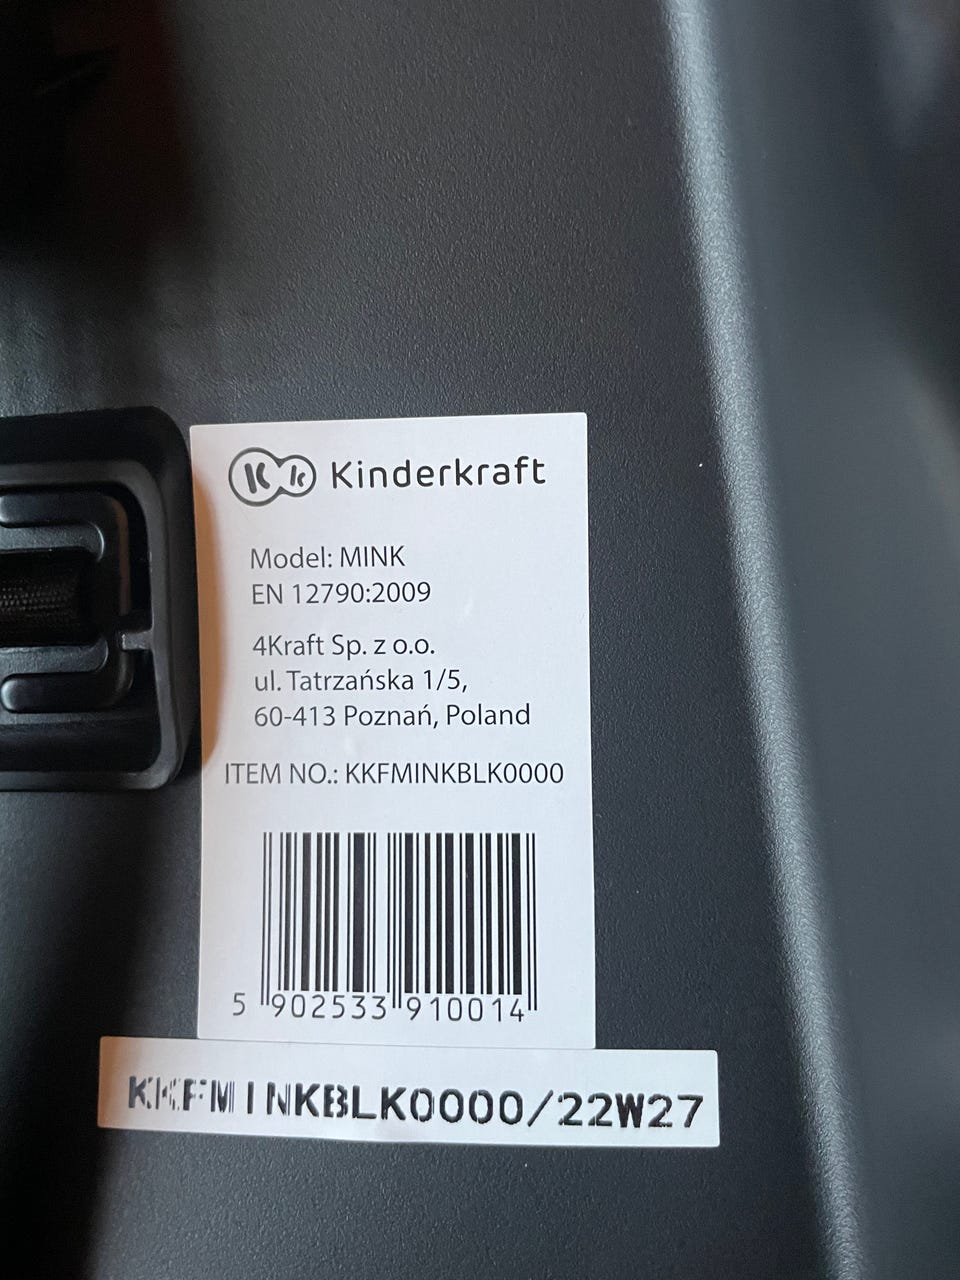 K k Kinderkraft
Model: MINK
EN 12790:2009
4Kraft Sp. z o.o.
ul. Tatrzańska 1/5,
60-413 Poznań, Poland
ITEM NO.: KKFMINKBLK0000
5 902533 910014
KKFMINKBLK0000/22W27